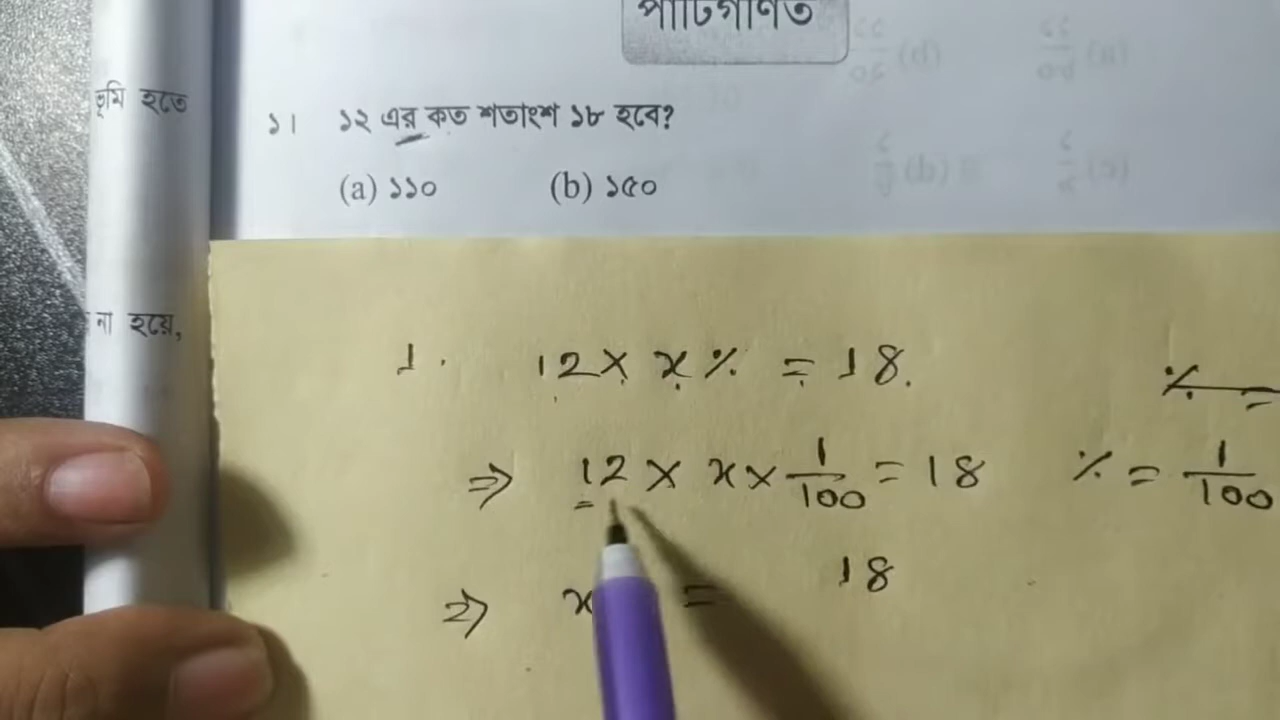 পাটিগণিত
তুমি হতে
১। ১২ এর কত শতাংশ ১৮ হবে?
(a) ১১০ (b) ১৫০
না হয়ে,
1. 12 × x % = 18.
% =
⇒ 12 × x × 1/100 = 18 % = 1/100
⇒ x = 18